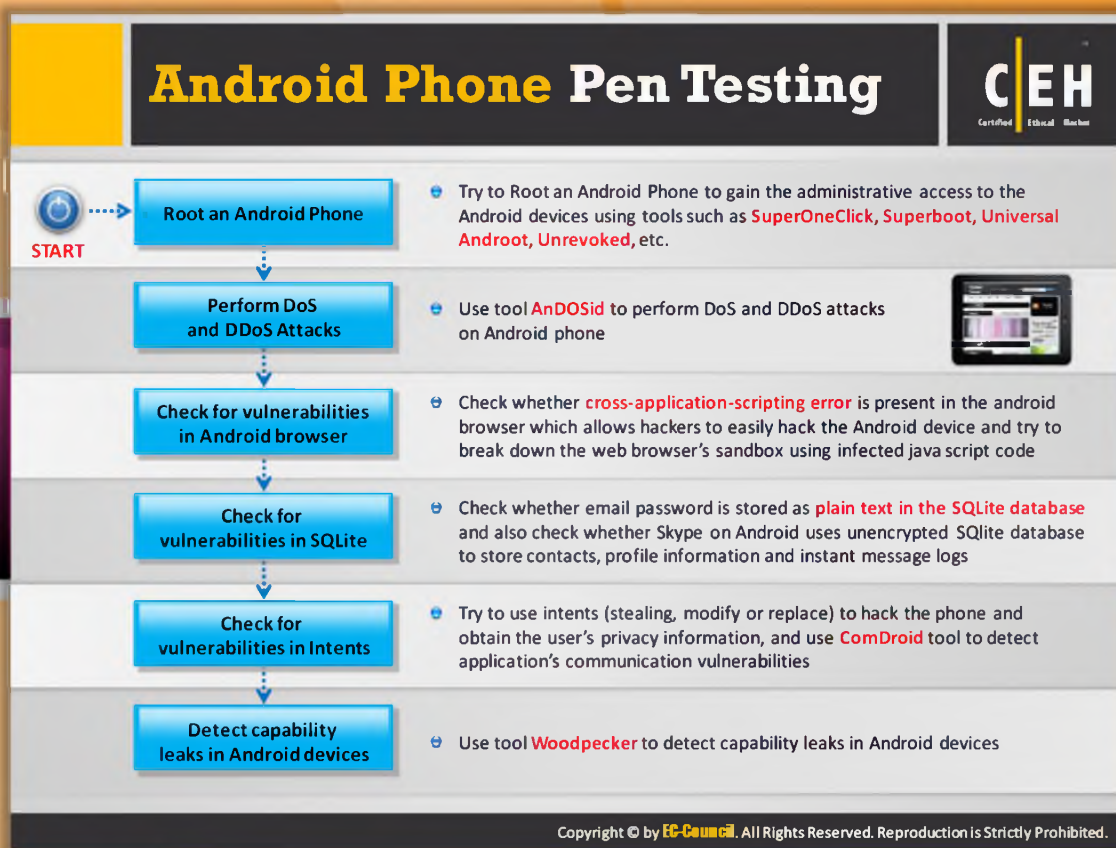 Android Phone Pen Testing
CEH
Certified Ethical Hacker
START
Root an Android Phone
Try to Root an Android Phone to gain the administrative access to the
Android devices using tools such as SuperOneClick, Superboot, Universal
Androot, Unrevoked, etc.
Perform DoS
and DDoS Attacks
Use tool AnDOSid to perform DoS and DDoS attacks
on Android phone
Check for vulnerabilities
in Android browser
Check whether cross-application-scripting error is present in the android
browser which allows hackers to easily hack the Android device and try to
break down the web browser's sandbox using infected java script code
Check for
vulnerabilities in SQLite
Check whether email password is stored as plain text in the SQLite database
and also check whether Skype on Android uses unencrypted SQlite database
to store contacts, profile information and instant message logs
Check for
vulnerabilities in Intents
Try to use intents (stealing, modify or replace) to hack the phone and
obtain the user's privacy information, and use ComDroid tool to detect
application's communication vulnerabilities
Detect capability
leaks in Android devices
Use tool Woodpecker to detect capability leaks in Android devices
Copyright © by EC-Council. All Rights Reserved. Reproduction is Strictly Prohibited.